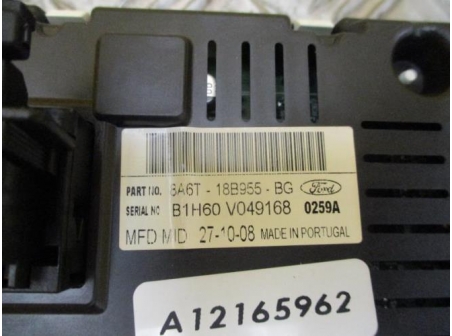 PART NO. 8A6T - 18B955 - BG Ford
SERIAL NO B1H60 V049168 0259A
MFD MID 27-10-08 MADE IN PORTUGAL
A12165962